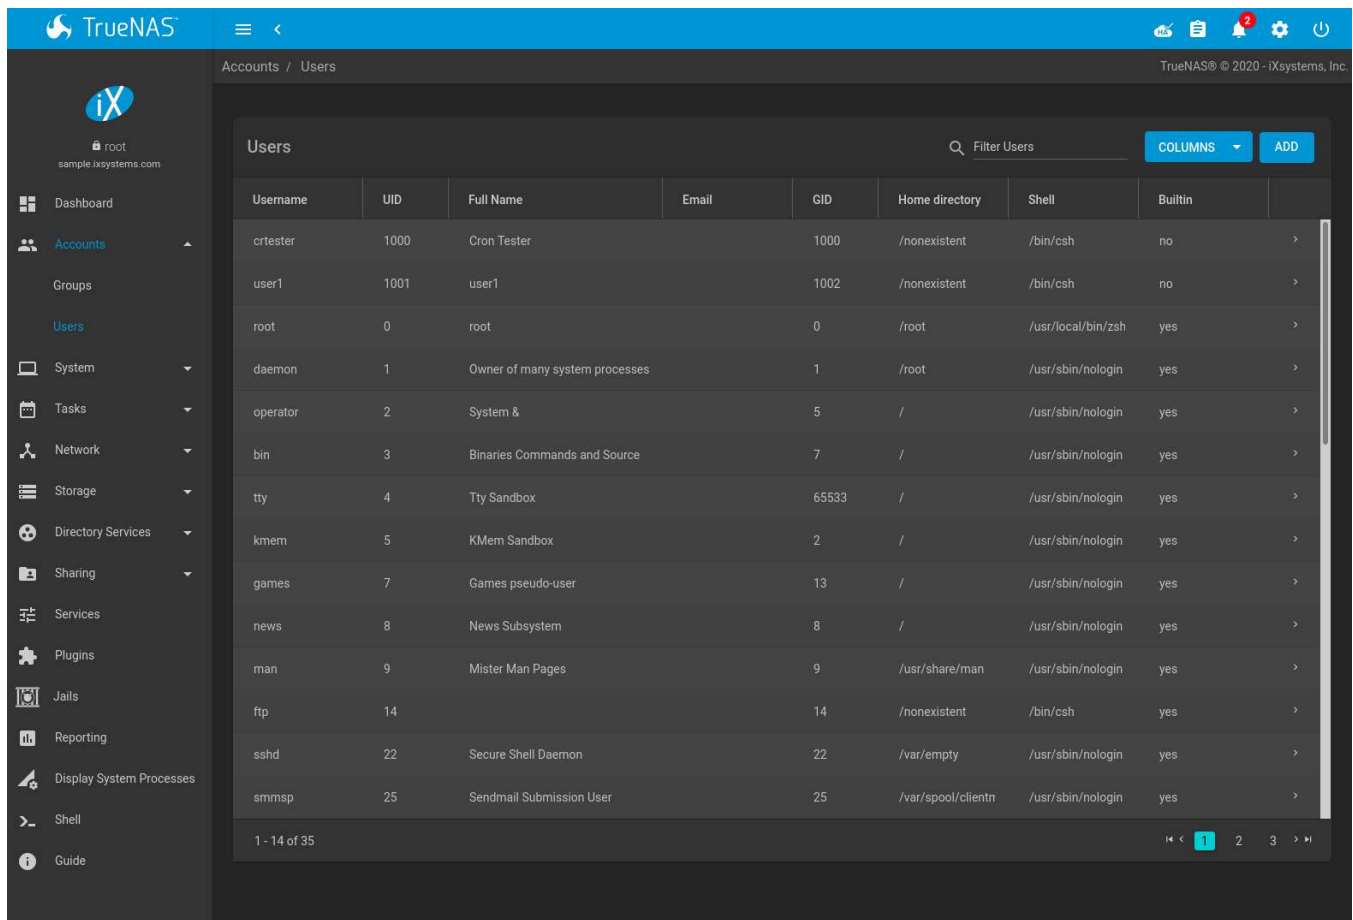 TrueNAS
HA 2
Accounts / Users TrueNAS® © 2020 - iXsystems, Inc.
iX
root
sample.ixsystems.com
Dashboard
Accounts
Groups
Users
System
Tasks
Network
Storage
Directory Services
Sharing
Services
Plugins
Jails
Reporting
Display System Processes
Shell
Guide
Users Filter Users COLUMNS ADD
Username UID Full Name Email GID Home directory Shell Builtin
crtester 1000 Cron Tester 1000 /nonexistent /bin/csh no
user1 1001 user1 1002 /nonexistent /bin/csh no
root 0 root 0 /root /usr/local/bin/zsh yes
daemon 1 Owner of many system processes 1 /root /usr/sbin/nologin yes
operator 2 System & 5 / /usr/sbin/nologin yes
bin 3 Binaries Commands and Source 7 / /usr/sbin/nologin yes
tty 4 Tty Sandbox 65533 / /usr/sbin/nologin yes
kmem 5 KMem Sandbox 2 / /usr/sbin/nologin yes
games 7 Games pseudo-user 13 / /usr/sbin/nologin yes
news 8 News Subsystem 8 / /usr/sbin/nologin yes
man 9 Mister Man Pages 9 /usr/share/man /usr/sbin/nologin yes
ftp 14 14 /nonexistent /bin/csh yes
sshd 22 Secure Shell Daemon 22 /var/empty /usr/sbin/nologin yes
smmsp 25 Sendmail Submission User 25 /var/spool/clientm /usr/sbin/nologin yes
1 - 14 of 35 1 2 3